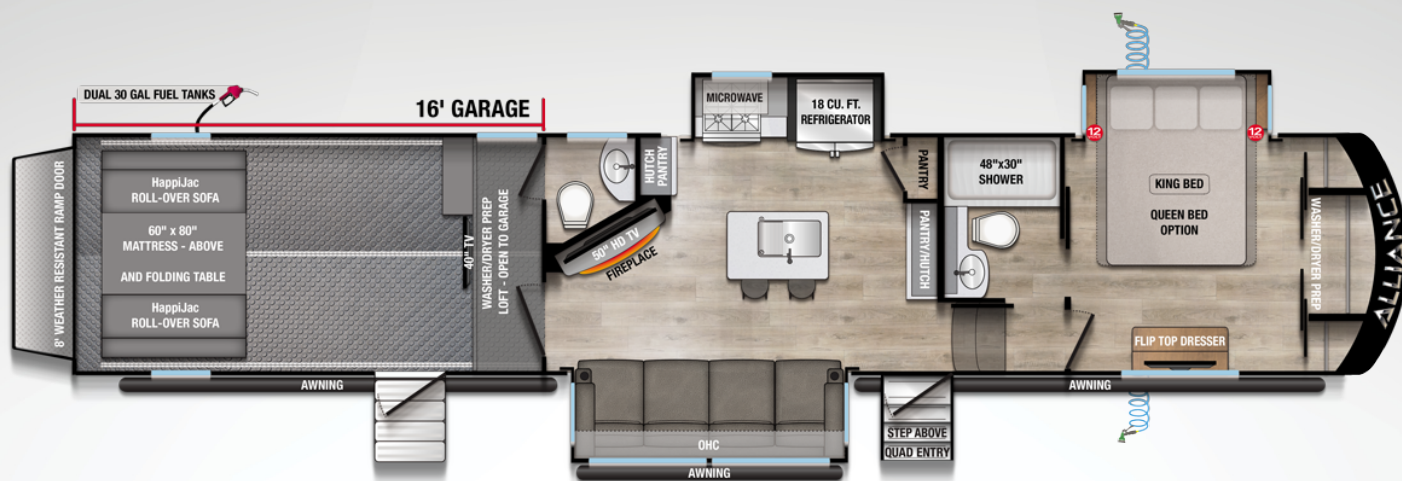 DUAL 30 GAL FUEL TANKS
16' GARAGE
8' WEATHER RESISTANT RAMP DOOR
HappiJac
ROLL-OVER SOFA
60" x 80"
MATTRESS - ABOVE
AND FOLDING TABLE
HappiJac
ROLL-OVER SOFA
40" TV
WASHER/DRYER PREP
LOFT - OPEN TO GARAGE
HUTCH
PANTRY
50" HD TV
FIREPLACE
MICROWAVE
18 CU. FT.
REFRIGERATOR
PANTRY
PANTRY/HUTCH
48"x30"
SHOWER
12
12
KING BED
QUEEN BED
OPTION
WASHER/DRYER PREP
FLIP TOP DRESSER
ALLIANCE
AWNING
OHC
AWNING
AWNING
STEP ABOVE
QUAD ENTRY